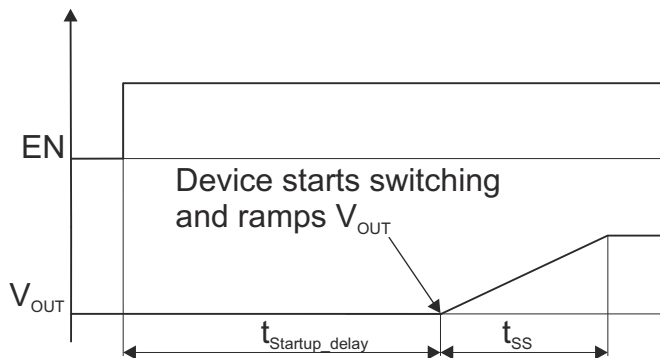 EN
Device starts switching
and ramps VOUT
VOUT
tStartup_delay
tSS